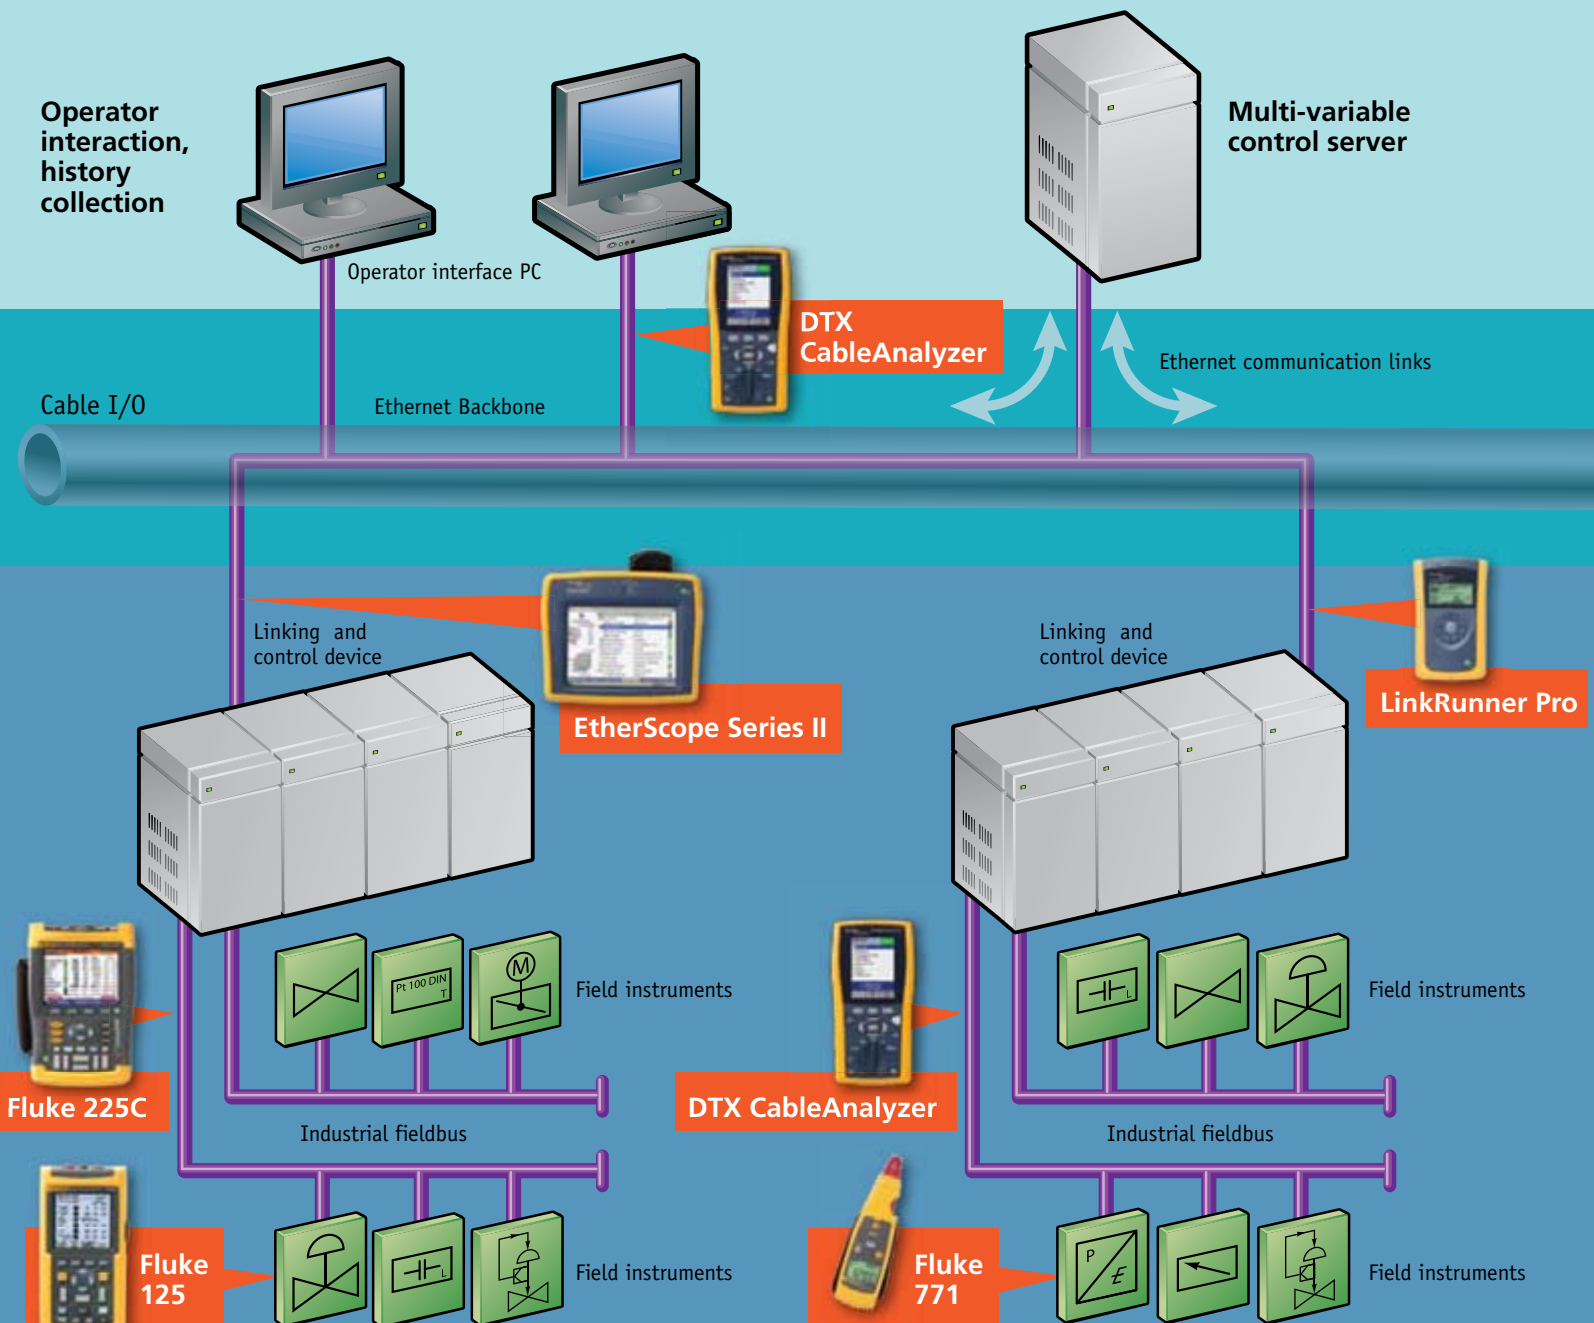 Operator
interaction,
history
collection
Multi-variable
control server
Operator interface PC
DTX
CableAnalyzer
Ethernet communication links
Cable I/O
Ethernet Backbone
Linking and
control device
EtherScope Series II
Linking and
control device
LinkRunner Pro
Fluke 225C
Pt 100 DIN
T
M
Field instruments
DTX CableAnalyzer
L
Field instruments
Industrial fieldbus
Industrial fieldbus
Fluke
125
L
Field instruments
Fluke
771
P
E
Field instruments